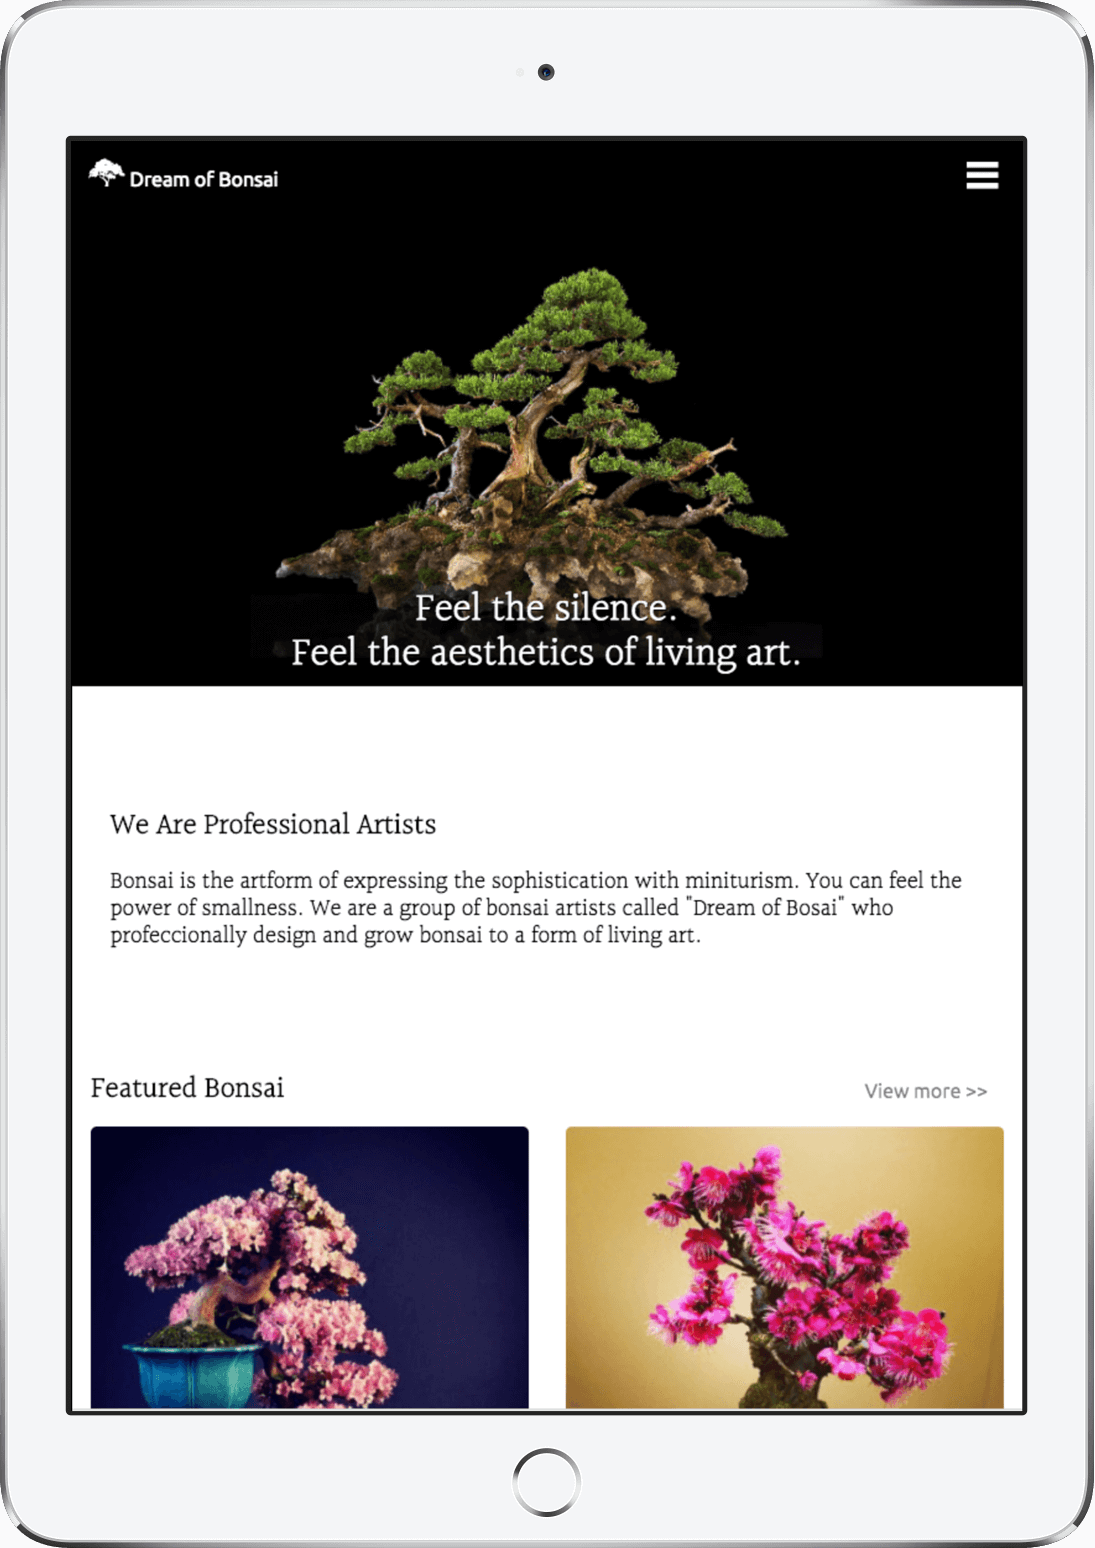 Dream of Bonsai
Feel the silence.
Feel the aesthetics of living art.
We Are Professional Artists
Bonsai is the artform of expressing the sophistication with miniturism. You can feel the
power of smallness. We are a group of bonsai artists called "Dream of Bosai" who
profeccionally design and grow bonsai to a form of living art.
Featured Bonsai
View more >>